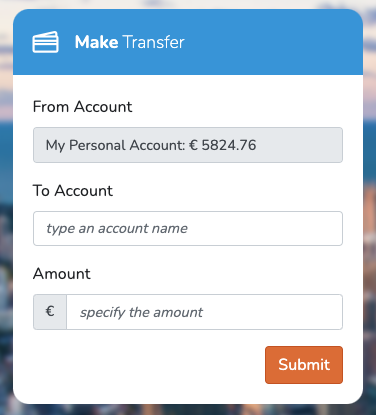 Make Transfer
From Account
My Personal Account: € 5824.76
To Account
type an account name
Amount
€ specify the amount
Submit